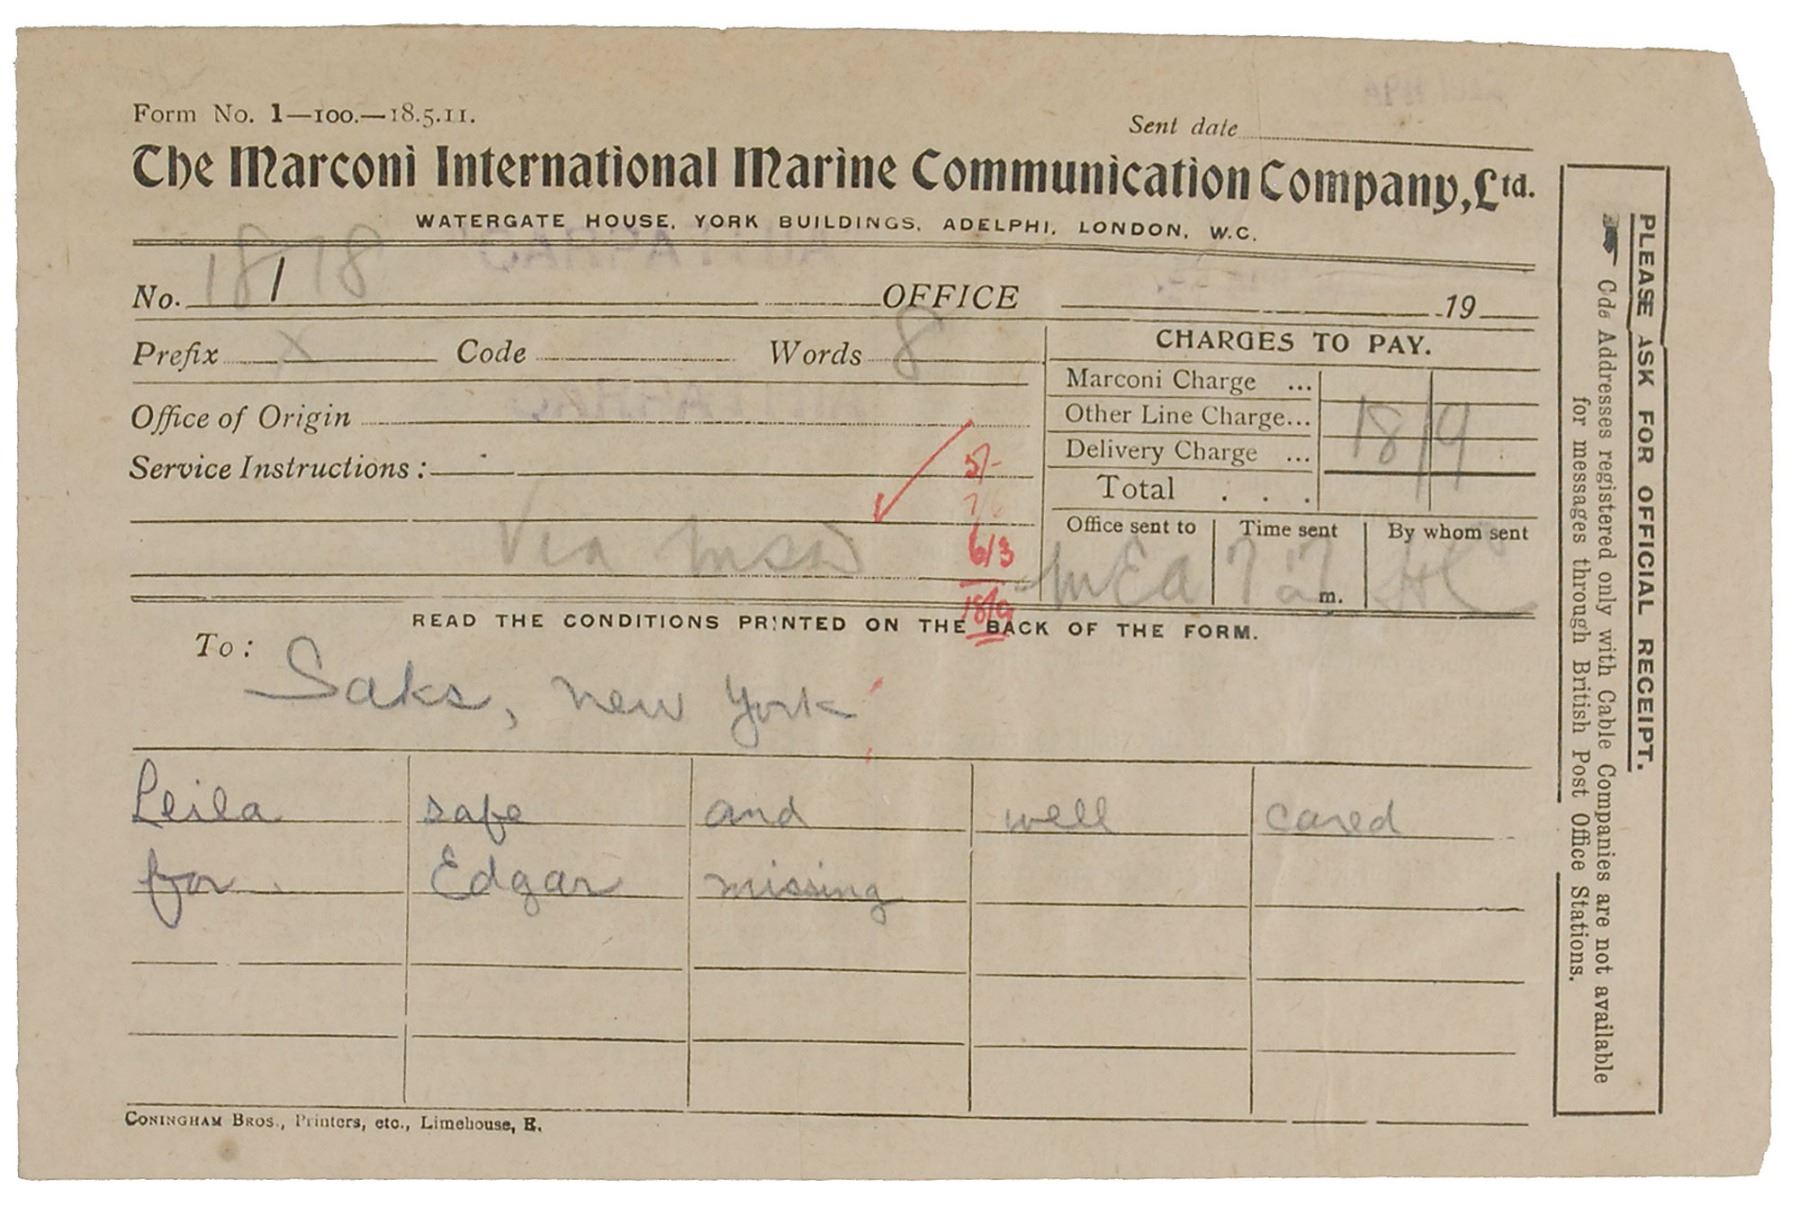 Form No. 1—100.—18.5.11.
Sent date
The Marconi International Marine Communication Company, Ltd.
WATERGATE HOUSE, YORK BUILDINGS, ADELPHI, LONDON, W.C.
No. 18 / 18 OFFICE 19
Prefix X Code Words 8
CHARGES TO PAY.
Marconi Charge ...
Office of Origin
Other Line Charge... 18/9
Service Instructions :
5/-
Delivery Charge ...
Total . . .
Via MSD
6/3
18/9
Office sent to Time sent By whom sent
MEA 7 27 m. HC
READ THE CONDITIONS PRINTED ON THE BACK OF THE FORM.
To: Saks, New York
Leila safe and well cared
for Edgar missing
CONINGHAM BROS., Printers, etc., Limehouse, E.
PLEASE ASK FOR OFFICIAL RECEIPT.
Cde Addresses registered only with Cable Companies are not available
for messages through British Post Office Stations.